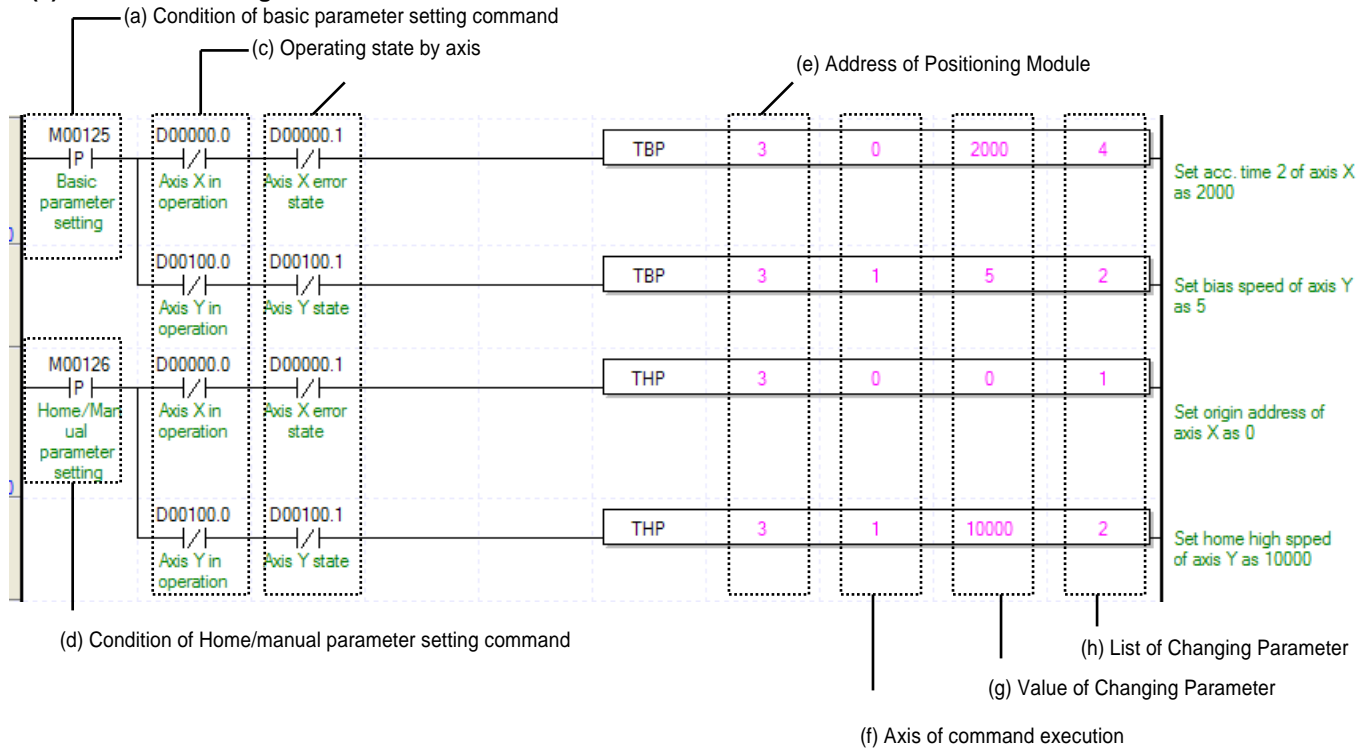 (a) Condition of basic parameter setting command
(c) Operating state by axis
(e) Address of Positioning Module
M00125
D00000.0
D00000.1
P
TBP 3 0 2000 4
Basic
parameter
setting
Axis X in
operation
Axis X error
state
Set acc. time 2 of axis X
as 2000
D00100.0
D00100.1
TBP 3 1 5 2
Axis Y in
operation
Axis Y state
Set bias speed of axis Y
as 5
M00126
D00000.0
D00000.1
P
THP 3 0 0 1
Home/Man
ual
parameter
setting
Axis X in
operation
Axis X error
state
Set origin address of
axis X as 0
D00100.0
D00100.1
THP 3 1 10000 2
Axis Y in
operation
Axis Y state
Set home high spped
of axis Y as 10000
(d) Condition of Home/manual parameter setting command
(h) List of Changing Parameter
(g) Value of Changing Parameter
(f) Axis of command execution